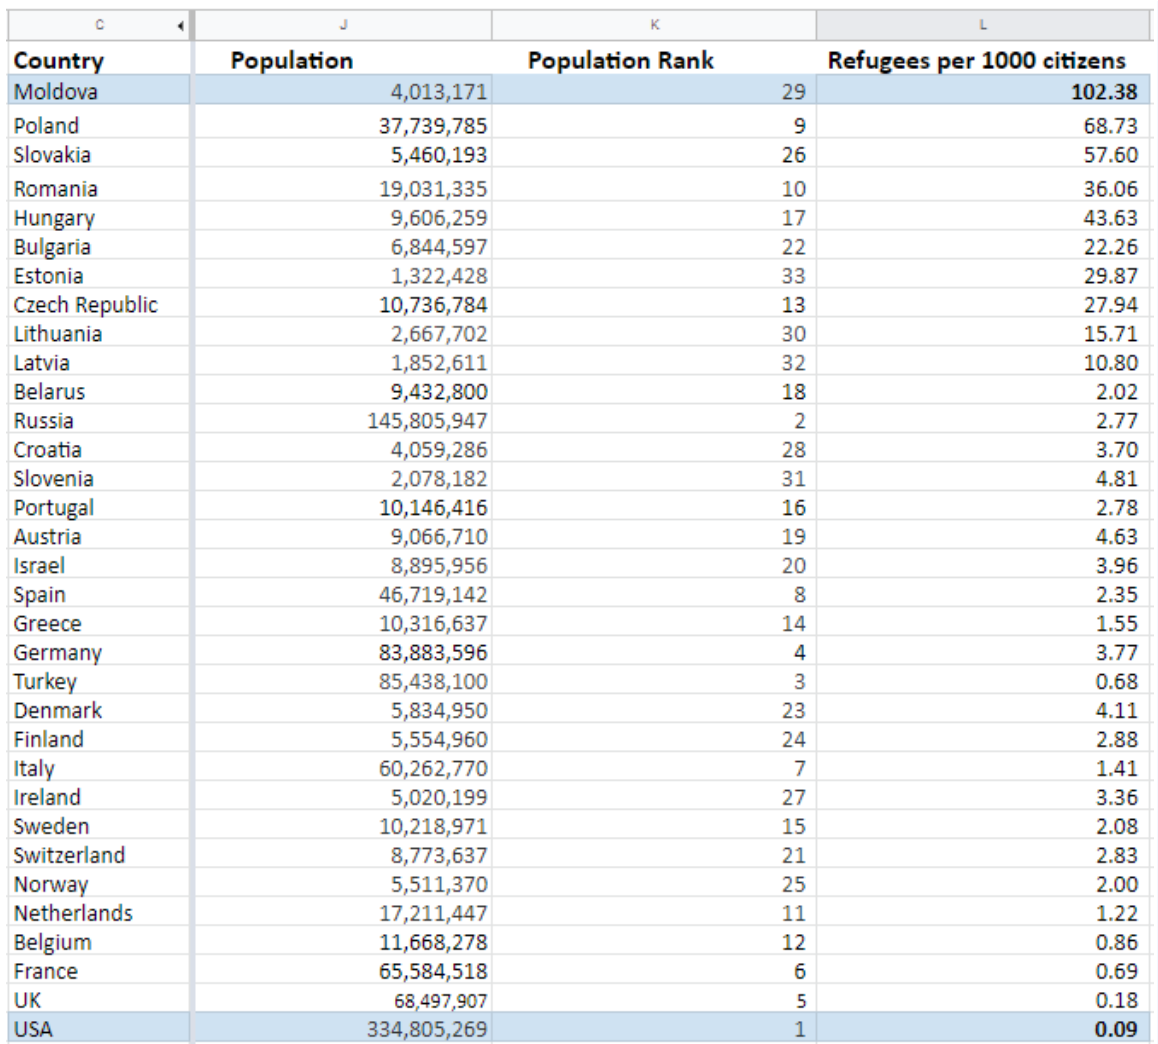 C J K L
Country Population Population Rank Refugees per 1000 citizens
Moldova 4,013,171 29 102.38
Poland 37,739,785 9 68.73
Slovakia 5,460,193 26 57.60
Romania 19,031,335 10 36.06
Hungary 9,606,259 17 43.63
Bulgaria 6,844,597 22 22.26
Estonia 1,322,428 33 29.87
Czech Republic 10,736,784 13 27.94
Lithuania 2,667,702 30 15.71
Latvia 1,852,611 32 10.80
Belarus 9,432,800 18 2.02
Russia 145,805,947 2 2.77
Croatia 4,059,286 28 3.70
Slovenia 2,078,182 31 4.81
Portugal 10,146,416 16 2.78
Austria 9,066,710 19 4.63
Israel 8,895,956 20 3.96
Spain 46,719,142 8 2.35
Greece 10,316,637 14 1.55
Germany 83,883,596 4 3.77
Turkey 85,438,100 3 0.68
Denmark 5,834,950 23 4.11
Finland 5,554,960 24 2.88
Italy 60,262,770 7 1.41
Ireland 5,020,199 27 3.36
Sweden 10,218,971 15 2.08
Switzerland 8,773,637 21 2.83
Norway 5,511,370 25 2.00
Netherlands 17,211,447 11 1.22
Belgium 11,668,278 12 0.86
France 65,584,518 6 0.69
UK 68,497,907 5 0.18
USA 334,805,269 1 0.09